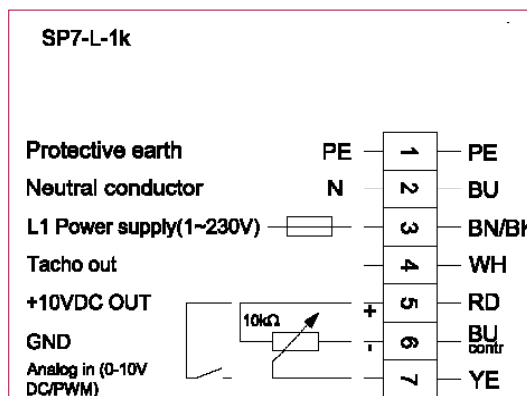 SP7-L-1k
Protective earth PE 1 PE
Neutral conductor N 2 BU
L1 Power supply(1~230V) 3 BN/BK
Tacho out 4 WH
+10VDC OUT + 5 RD
10kΩ
GND - 6 BU contr
Analog in (0-10V DC/PWM) 7 YE